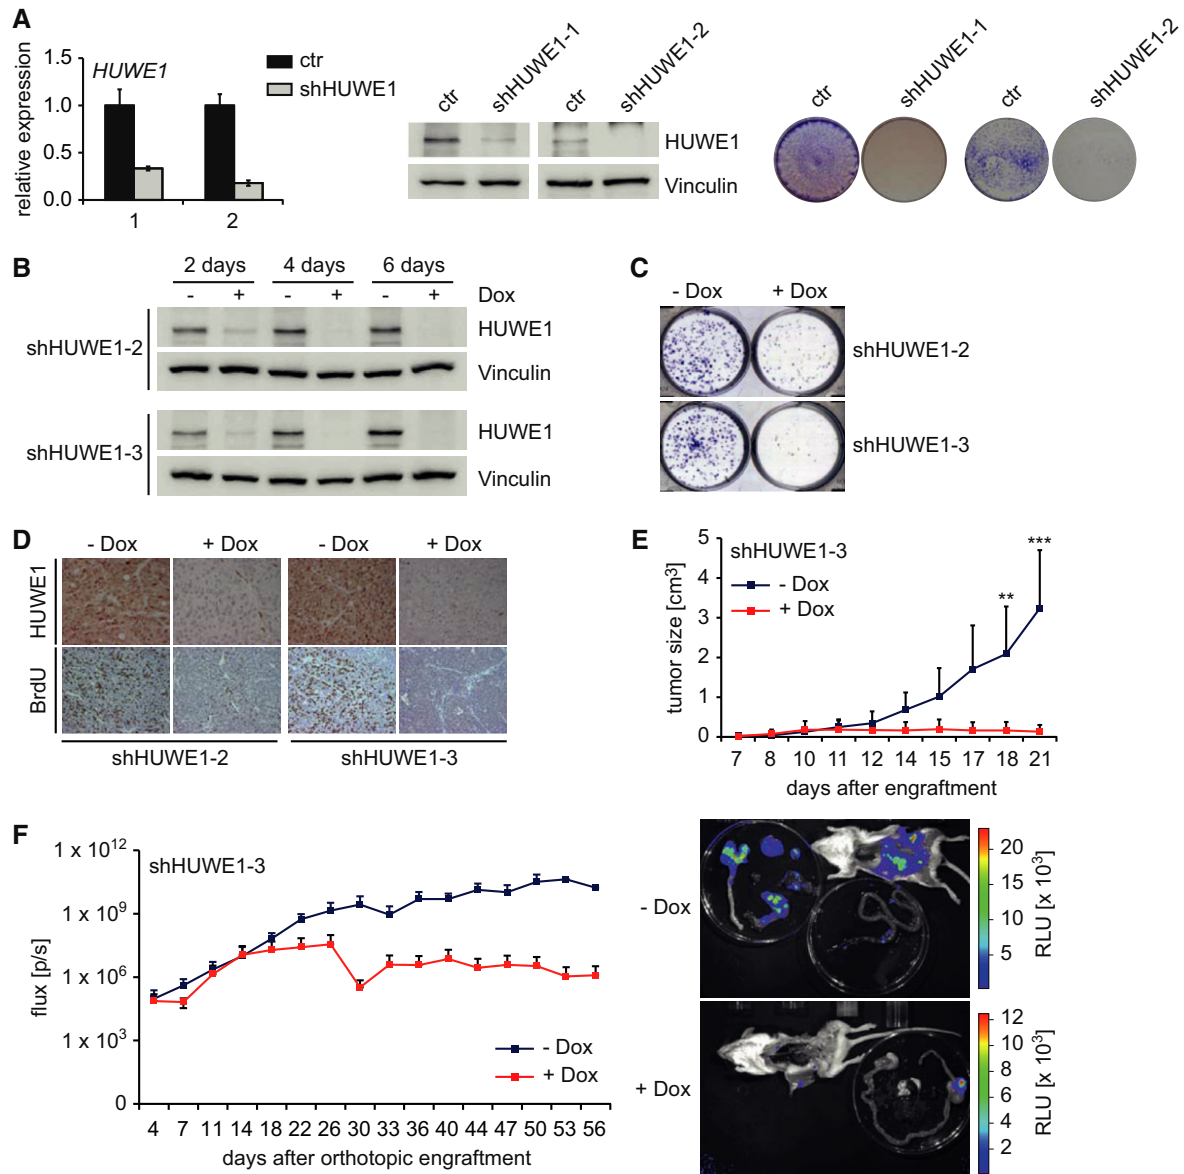 A
relative expression
1.5
1.0
0.5
0.0
HUWE1
1
2
ctr
shHUWE1
ctr
shHUWE1-1
ctr
shHUWE1-2
HUWE1
Vinculin
ctr
shHUWE1-1
ctr
shHUWE1-2
B
2 days
4 days
6 days
- + - + - + Dox
shHUWE1-2
HUWE1
Vinculin
shHUWE1-3
HUWE1
Vinculin
C
- Dox + Dox
shHUWE1-2
shHUWE1-3
D
- Dox + Dox - Dox + Dox
HUWE1
BrdU
shHUWE1-2
shHUWE1-3
E
shHUWE1-3
- Dox
+ Dox
tumor size [cm³]
5
4
3
2
1
0
**
***
7 8 10 11 12 14 15 17 18 21
days after engraftment
F
shHUWE1-3
flux [p/s]
1 x 10¹²
1 x 10⁹
1 x 10⁶
1 x 10³
0
- Dox
+ Dox
4 7 11 14 18 22 26 30 33 36 40 44 47 50 53 56
days after orthotopic engraftment
- Dox
20
15
10
5
RLU [x 10³]
+ Dox
12
10
8
6
4
2
RLU [x 10³]